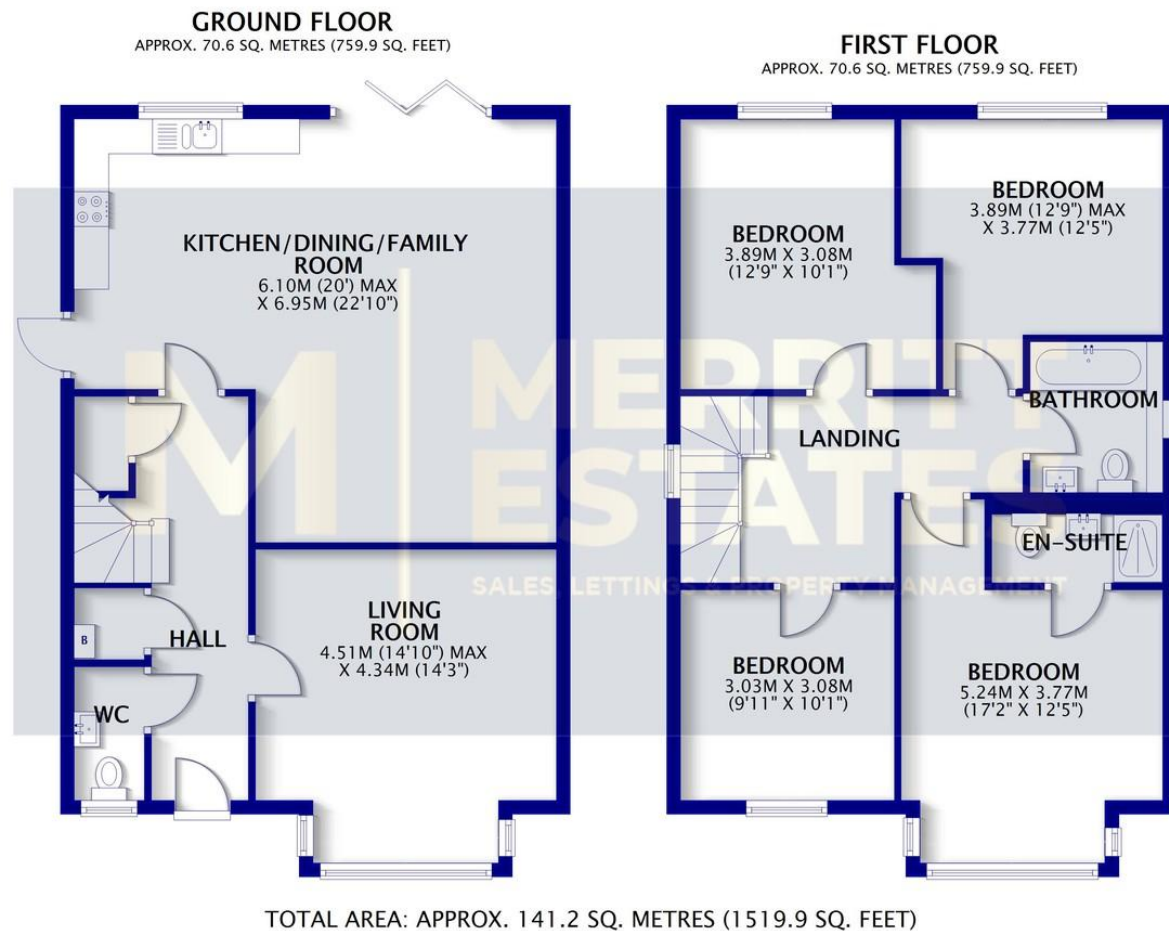 GROUND FLOOR
APPROX. 70.6 SQ. METRES (759.9 SQ. FEET)
KITCHEN/DINING/FAMILY
ROOM
6.10M (20') MAX
X 6.95M (22'10")
LIVING
ROOM
4.51M (14'10") MAX
X 4.34M (14'3")
HALL
B
WC
FIRST FLOOR
APPROX. 70.6 SQ. METRES (759.9 SQ. FEET)
BEDROOM
3.89M X 3.08M
(12'9" X 10'1")
BEDROOM
3.89M (12'9") MAX
X 3.77M (12'5")
BATHROOM
LANDING
EN-SUITE
BEDROOM
3.03M X 3.08M
(9'11" X 10'1")
BEDROOM
5.24M X 3.77M
(17'2" X 12'5")
M
MERRITT
ESTATES
SALES, LETTINGS & PROPERTY MANAGEMENT
TOTAL AREA: APPROX. 141.2 SQ. METRES (1519.9 SQ. FEET)